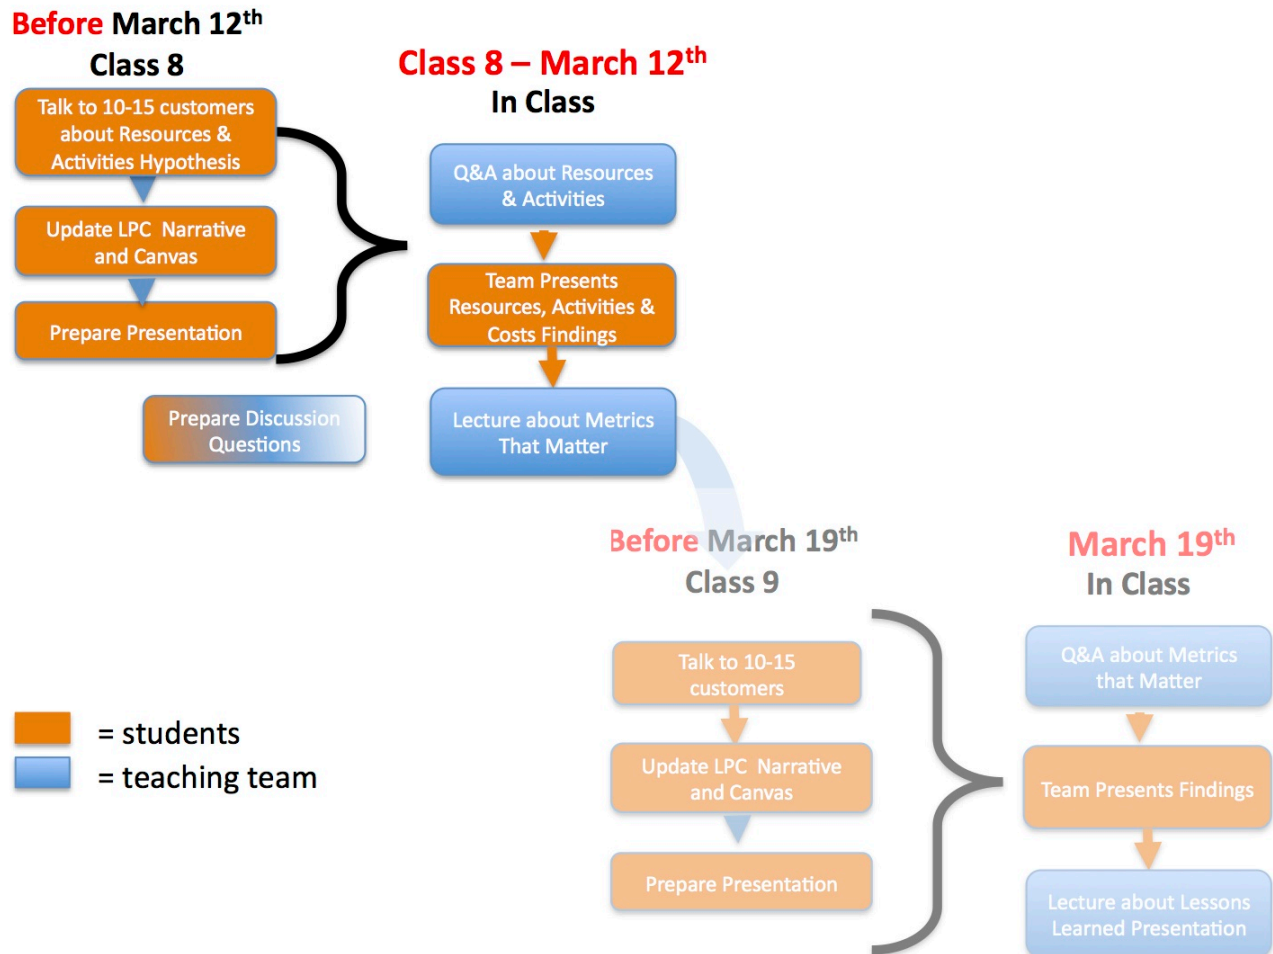 Before March 12th
Class 8
Talk to 10-15 customers
about Resources &
Activities Hypothesis
Update LPC  Narrative
and Canvas
Prepare Presentation
Prepare Discussion
Questions
Class 8 – March 12th
In Class
Q&A about Resources
& Activities
Team Presents
Resources, Activities &
Costs Findings
Lecture about Metrics
That Matter
Before March 19th
Class 9
Talk to 10-15
customers
Update LPC  Narrative
and Canvas
Prepare Presentation
March 19th
In Class
Q&A about Metrics
that Matter
Team Presents Findings
Lecture about Lessons
Learned Presentation
= students
= teaching team